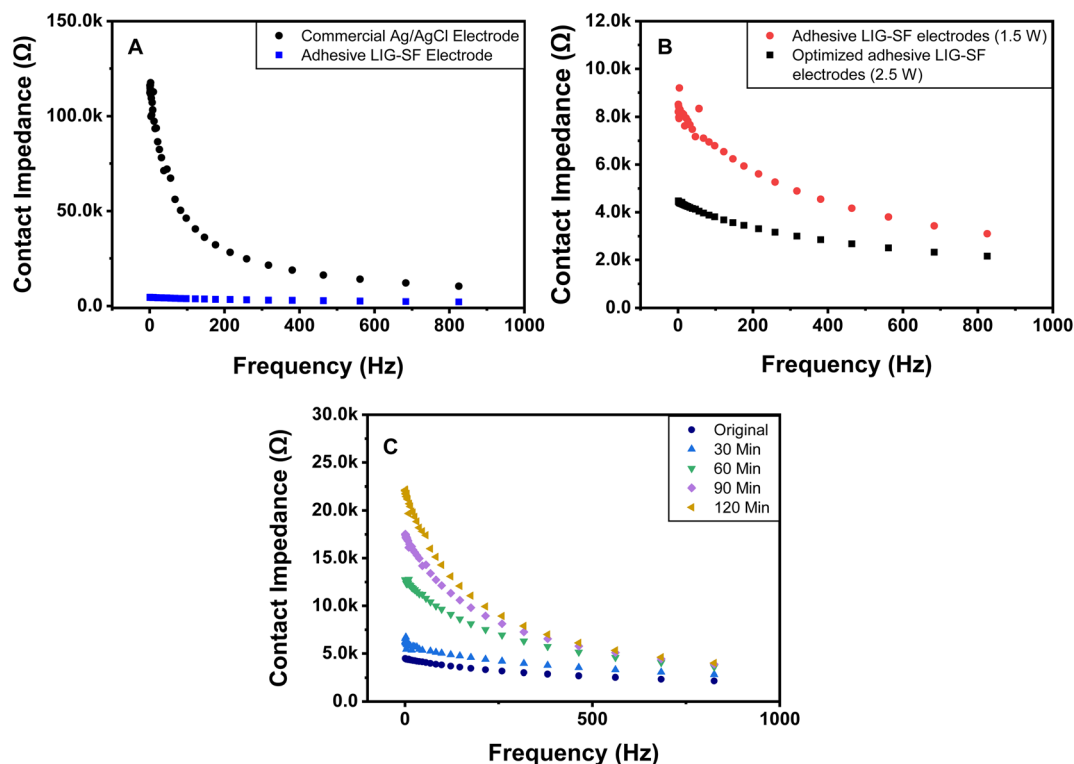 A
Commercial Ag/AgCl Electrode
Adhesive LIG-SF Electrode
Contact Impedance (Ω)
150.0k
100.0k
50.0k
0.0
0
200
400
600
800
1000
Frequency (Hz)
B
Adhesive LIG-SF electrodes (1.5 W)
Optimized adhesive LIG-SF
electrodes (2.5 W)
Contact Impedance (Ω)
12.0k
10.0k
8.0k
6.0k
4.0k
2.0k
0.0
0
200
400
600
800
1000
Frequency (Hz)
C
Original
30 Min
60 Min
90 Min
120 Min
Contact Impedance (Ω)
30.0k
25.0k
20.0k
15.0k
10.0k
5.0k
0.0
0
500
1000
Frequency (Hz)